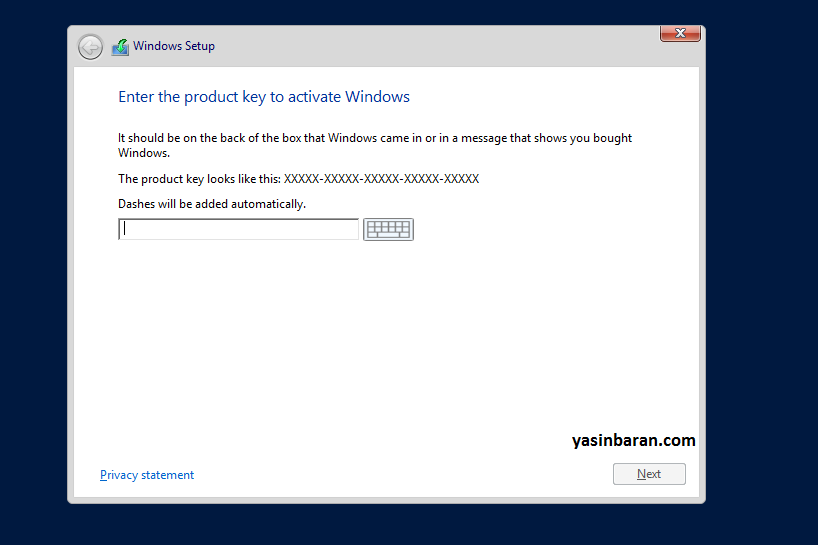 Windows Setup
Enter the product key to activate Windows
It should be on the back of the box that Windows came in or in a message that shows you bought
Windows.
The product key looks like this: XXXXX-XXXXX-XXXXX-XXXXX-XXXXX
Dashes will be added automatically.
yasinbaran.com
Privacy statement
Next